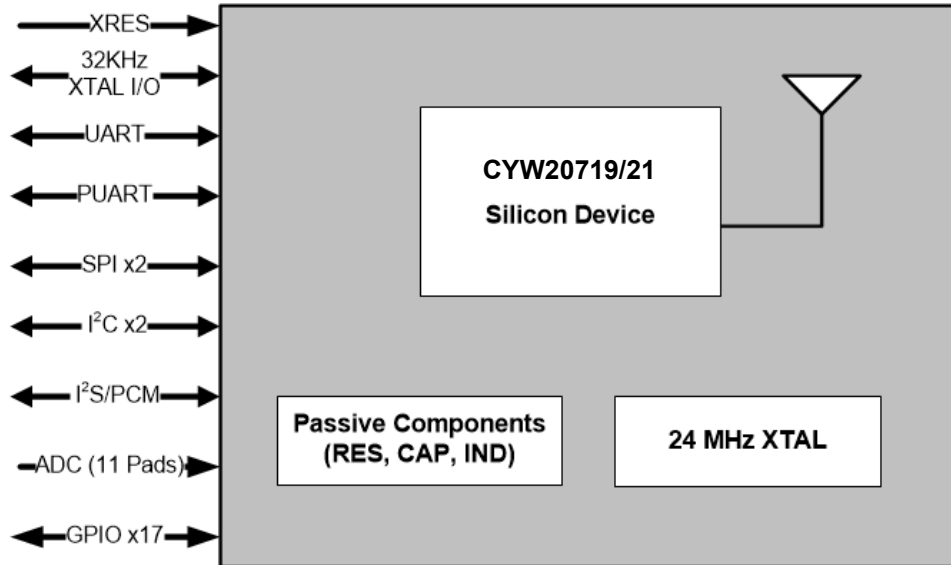 XRES
32KHz
XTAL I/O
UART
PUART
SPI x2
I²C x2
I²S/PCM
ADC (11 Pads)
GPIO x17
CYW20719/21
Silicon Device
Passive Components
(RES, CAP, IND)
24 MHz XTAL